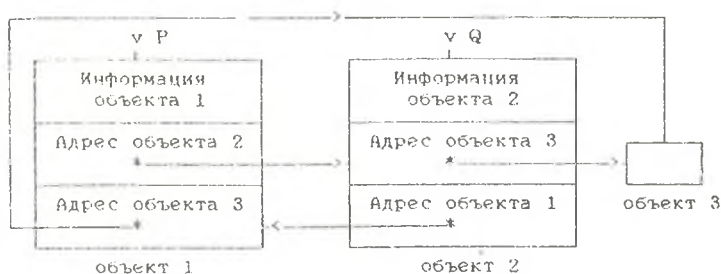 v P
v Q
Информация
объекта 1
Информация
объекта 2
Адрес объекта 2
*
Адрес объекта 3
*
Адрес объекта 3
*
Адрес объекта 1
*
объект 3
объект 1
объект 2